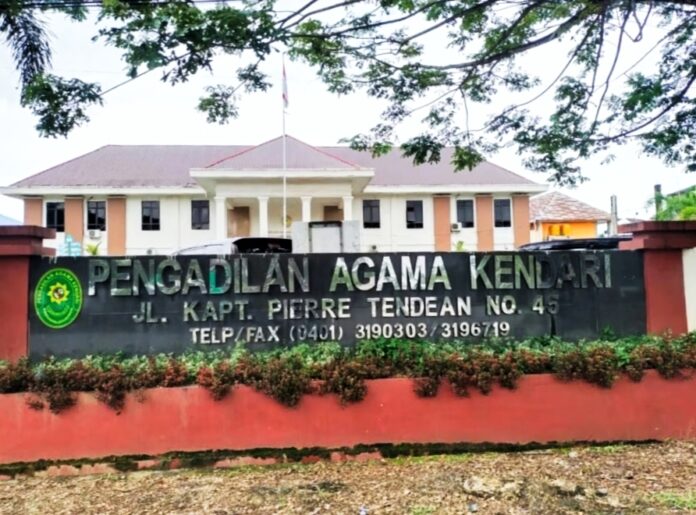 PENGADILAN AGAMA KENDARI
JL. KAPT. PIERRE TENDEAN NO. 45
TELP/FAX (0401) 3190303/3196719